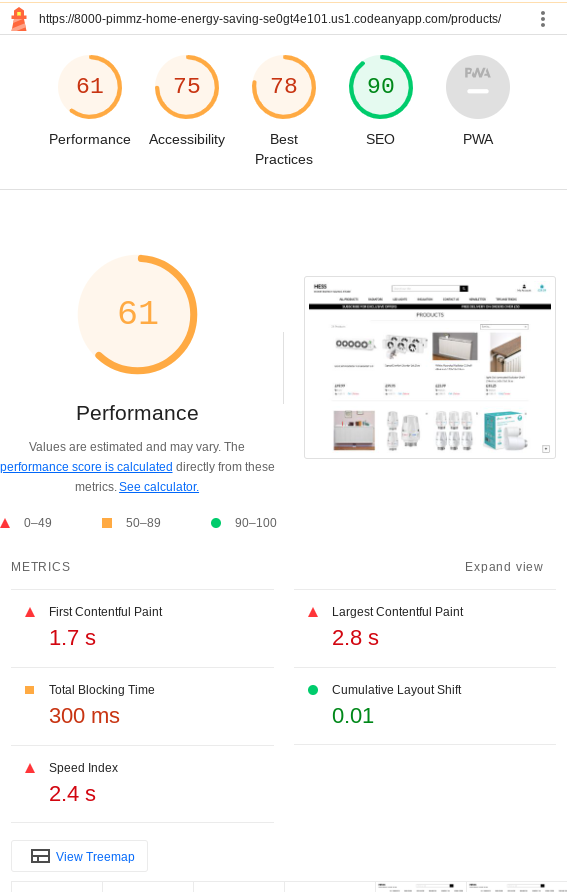 https://8000-pimmz-home-energy-saving-se0gt4e101.us1.codeanyapp.com/products/
61 75 78 90 PWA
Performance Accessibility Best Practices SEO PWA
61
HESS
PRODUCTS
Performance
Values are estimated and may vary. The
performance score is calculated directly from these
metrics. See calculator.
0–49 50–89 90–100
METRICS Expand view
First Contentful Paint
1.7 s
Largest Contentful Paint
2.8 s
Total Blocking Time
300 ms
Cumulative Layout Shift
0.01
Speed Index
2.4 s
View Treemap